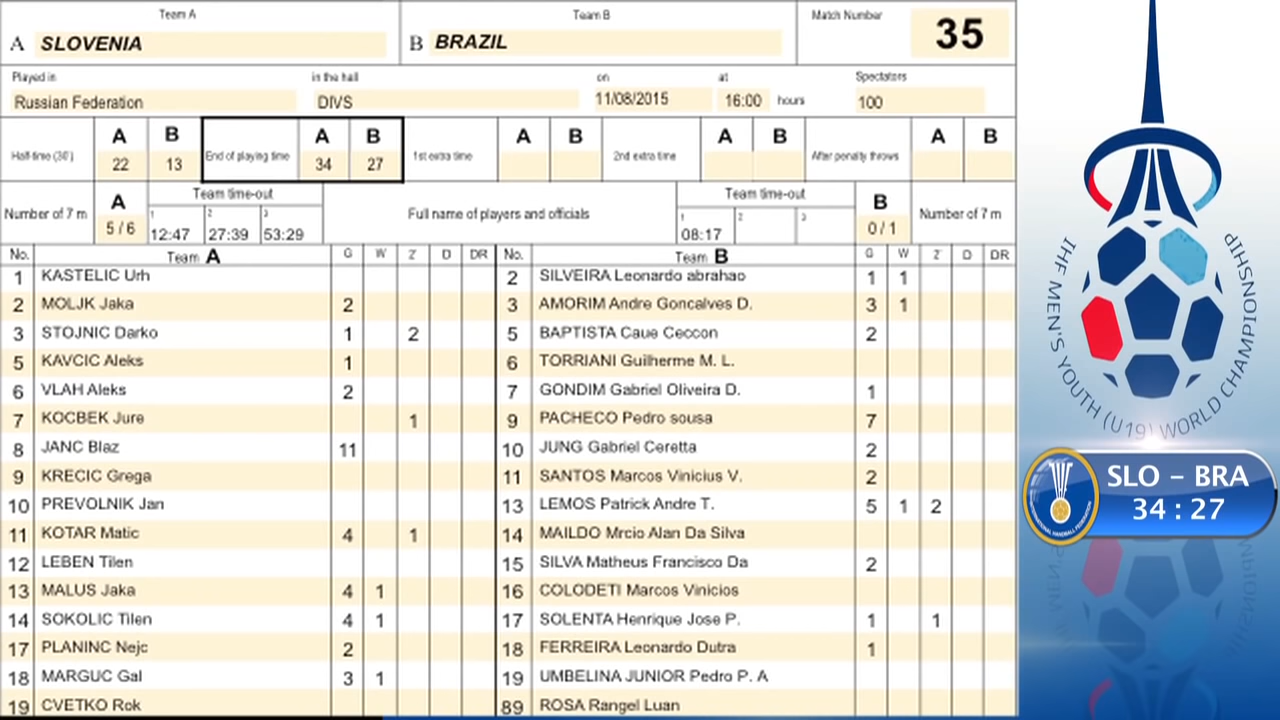 Team A Team B Match Number
A SLOVENIA B BRAZIL 35
Played in in the hall on at Spectators
Russian Federation DIVS 11/08/2015 16:00 hours 100
A B A B A B A B A B
Half-time (30') 22 13 End of playing time 34 27 1st extra time 2nd extra time After penalty throws
Number of 7 m A Team time-out Full name of players and officials Team time-out B Number of 7 m
5 / 6 1 12:47 2 27:39 3 53:29 1 08:17 2 3 0 / 1
No. Team A G W 2' D DR No. Team B G W 2' D DR
1 KASTELIC Urh 2 SILVEIRA Leonardo abrahao 1 1
2 MOLJK Jaka 2 3 AMORIM Andre Goncalves D. 3 1
3 STOJNIC Darko 1 2 5 BAPTISTA Caue Ceccon 2
5 KAVCIC Aleks 1 6 TORRIANI Guilherme M. L.
6 VLAH Aleks 2 7 GONDIM Gabriel Oliveira D. 1
7 KOCBEK Jure 1 9 PACHECO Pedro sousa 7
8 JANC Blaz 11 10 JUNG Gabriel Ceretta 2
9 KRECIC Grega 11 SANTOS Marcos Vinicius V. 2
10 PREVOLNIK Jan 13 LEMOS Patrick Andre T. 5 1 2
11 KOTAR Matic 4 1 14 MAILDO Mrcio Alan Da Silva
12 LEBEN Tilen 15 SILVA Matheus Francisco Da 2
13 MALUS Jaka 4 1 16 COLODETI Marcos Vinicios
14 SOKOLIC Tilen 4 1 17 SOLENTA Henrique Jose P. 1 1
17 PLANINC Nejc 2 18 FERREIRA Leonardo Dutra 1
18 MARGUC Gal 3 1 19 UMBELINA JUNIOR Pedro P. A
19 CVETKO Rok 89 ROSA Rangel Luan
IHF MEN'S YOUTH (U19) WORLD CHAMPIONSHIP
SLO – BRA
34 : 27
INTERNATIONAL HANDBALL FEDERATION